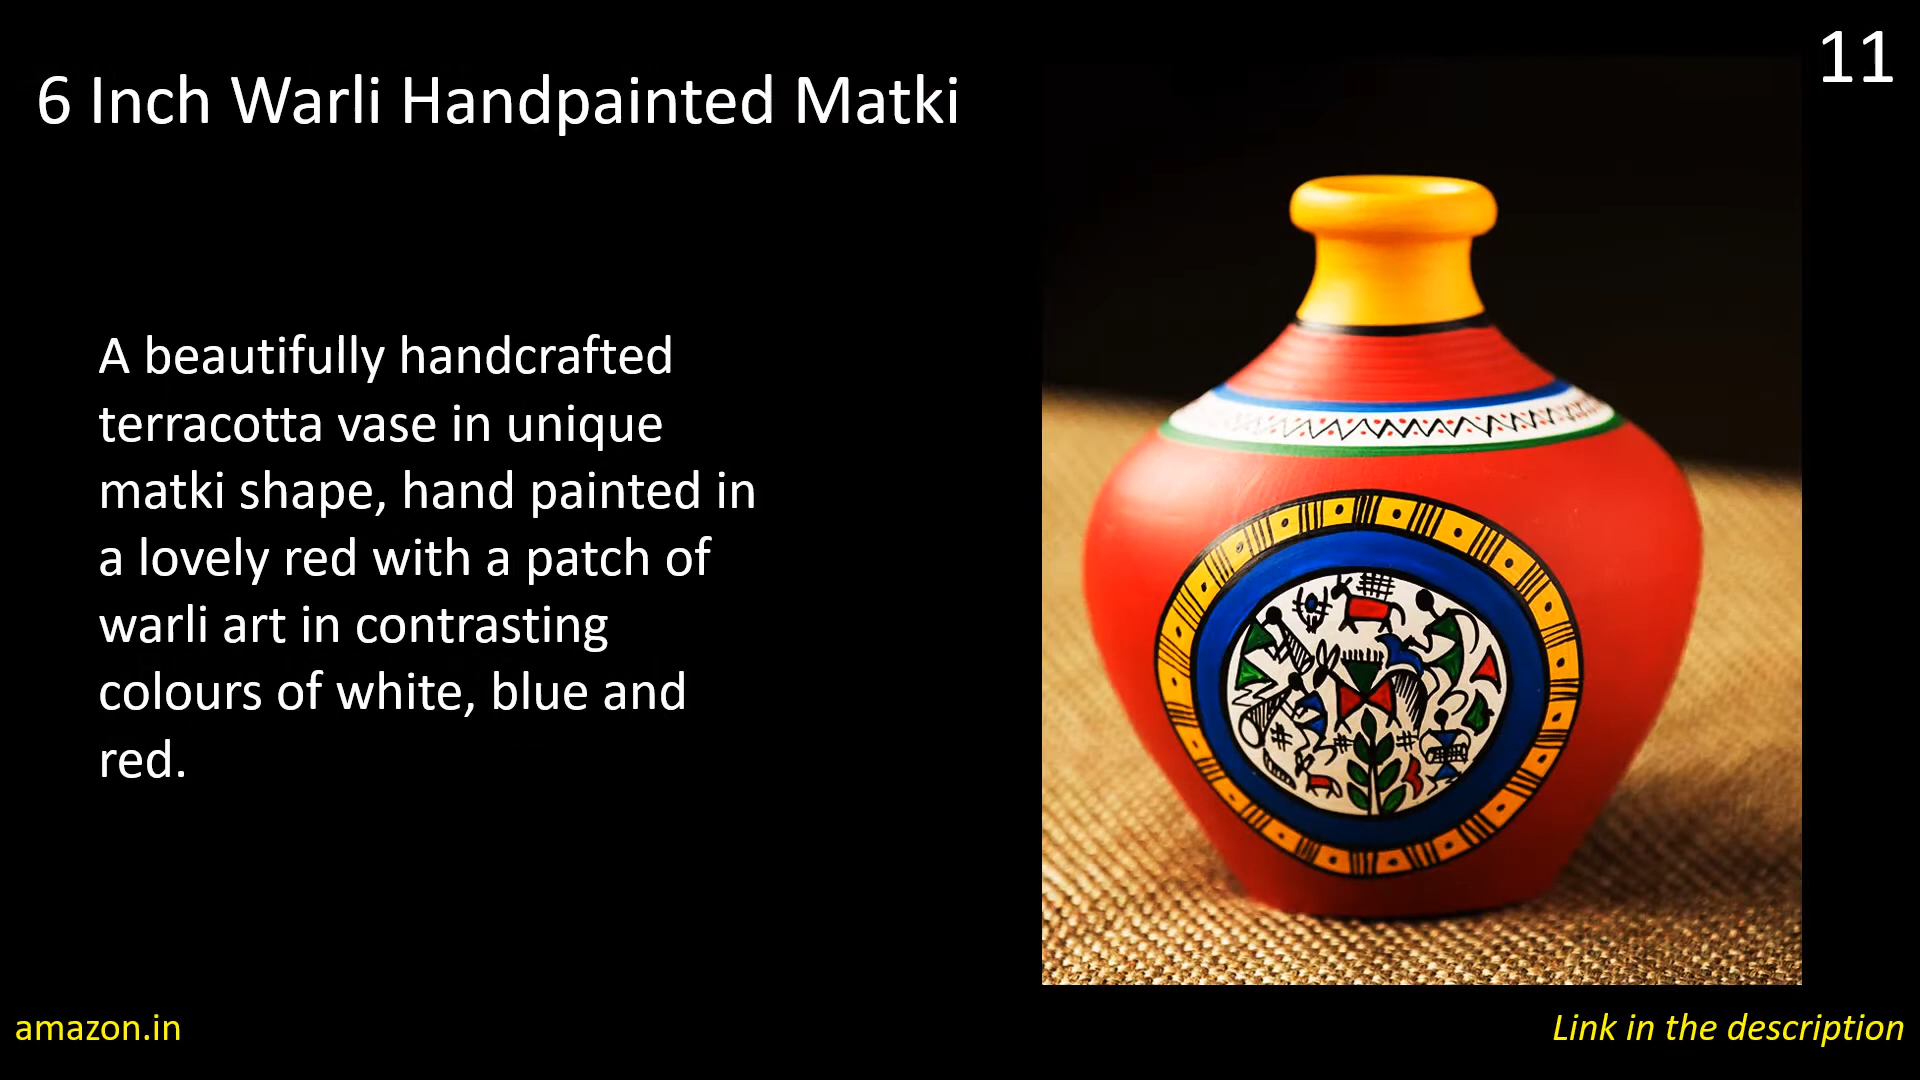 11
6 Inch Warli Handpainted Matki
A beautifully handcrafted
terracotta vase in unique
matki shape, hand painted in
a lovely red with a patch of
warli art in contrasting
colours of white, blue and
red.
amazon.in
Link in the description